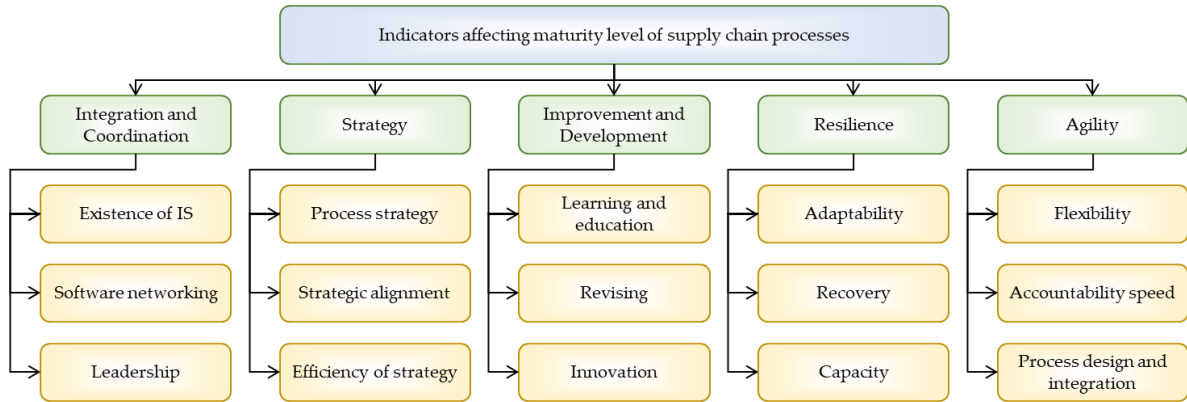 Indicators affecting maturity level of supply chain processes
Integration and
Coordination
Strategy
Improvement and
Development
Resilience
Agility
Existence of IS
Process strategy
Learning and
education
Adaptability
Flexibility
Software networking
Strategic alignment
Revising
Recovery
Accountability speed
Leadership
Efficiency of strategy
Innovation
Capacity
Process design and
integration